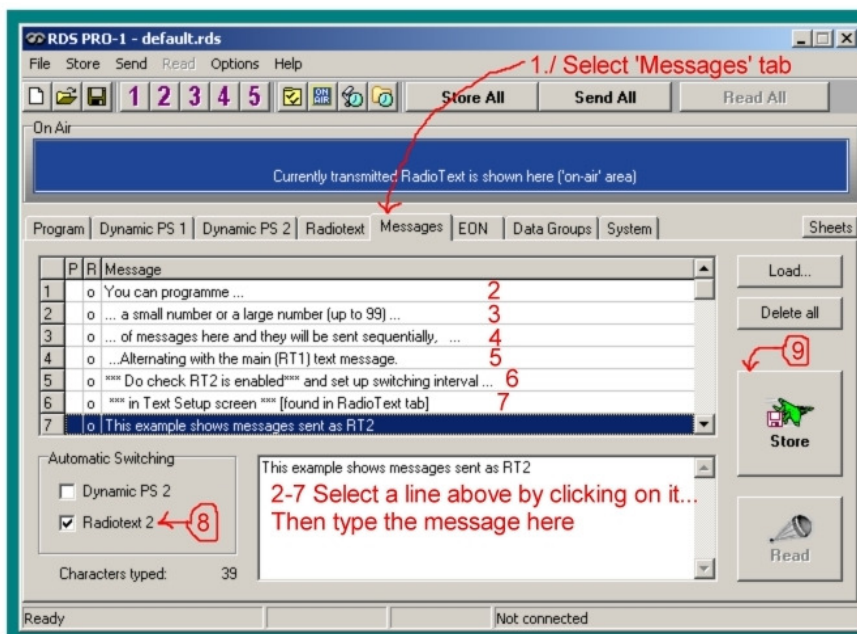 RDS PRO-1 - default.rds
File Store Send Read Options Help
1./ Select 'Messages' tab
1 2 3 4 5 ON AIR Store All Send All Read All
On Air
Currently transmitted RadioText is shown here ('on-air' area)
Program Dynamic PS 1 Dynamic PS 2 Radiotext Messages EON Data Groups System Sheets
P R Message
1 o You can programme ... 2
2 o ... a small number or a large number (up to 99) ... 3
3 o ... of messages here and they will be sent sequentially, ... 4
4 o ...Alternating with the main (RT1) text message. 5
5 o *** Do check RT2 is enabled*** and set up switching interval ... 6
6 o *** in Text Setup screen *** [found in RadioText tab] 7
7 o This example shows messages sent as RT2
Load...
Delete all
9
Store
Read
Automatic Switching
Dynamic PS 2
Radiotext 2 8
Characters typed: 39
This example shows messages sent as RT2
2-7 Select a line above by clicking on it...
Then type the message here
Ready Not connected